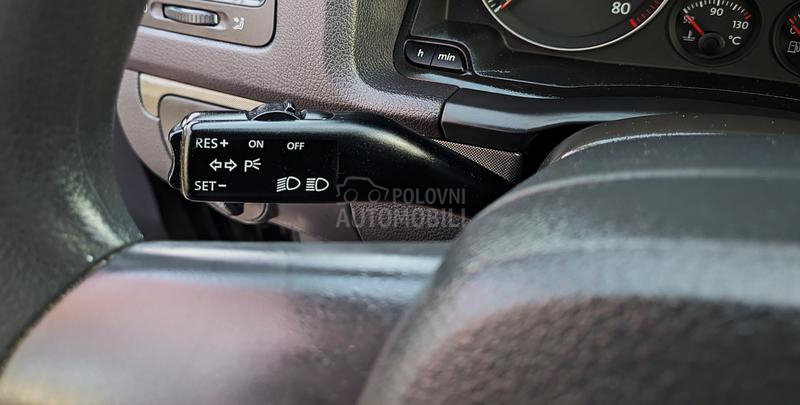 80
90
130
°C
h
min
RES+ ON OFF
P
SET-
POLOVNI
AUTOMOBILI